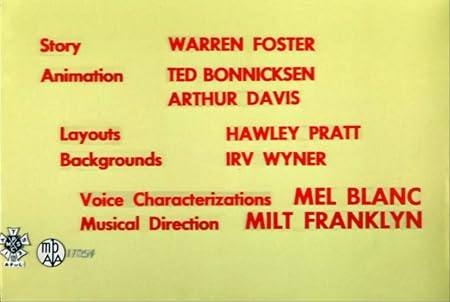 Story WARREN FOSTER
Animation TED BONNICKSEN
ARTHUR DAVIS
Layouts HAWLEY PRATT
Backgrounds IRV WYNER
Voice Characterizations MEL BLANC
Musical Direction MILT FRANKLYN